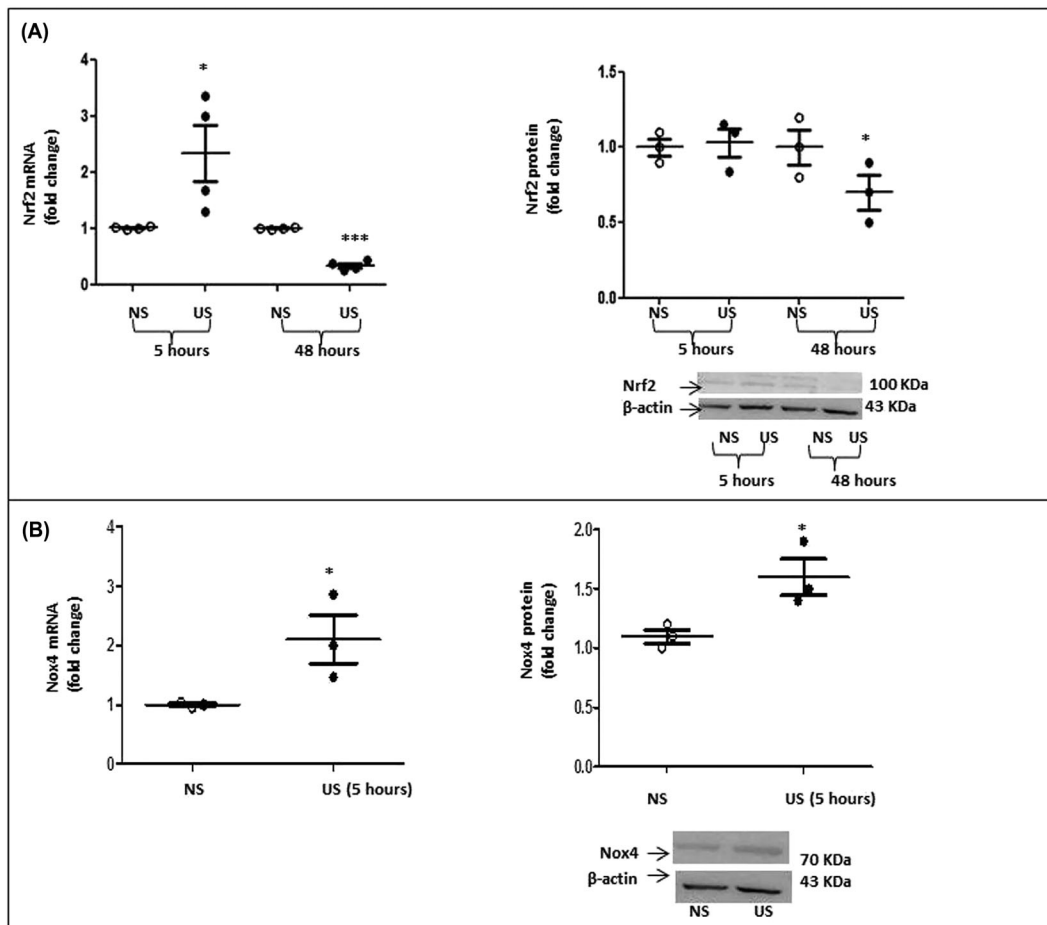 (A)
4
3
2
1
0
Nrf2 mRNA
(fold change)
*
***
NS US NS US
5 hours 48 hours
1.5
1.0
0.5
0.0
Nrf2 protein
(fold change)
*
NS US NS US
5 hours 48 hours
Nrf2 100 KDa
β-actin 43 KDa
NS US NS US
5 hours 48 hours
(B)
4
3
2
1
0
Nox4 mRNA
(fold change)
*
NS US (5 hours)
2.0
1.5
1.0
0.5
0.0
Nox4 protein
(fold change)
*
NS US (5 hours)
Nox4 70 KDa
β-actin 43 KDa
NS US